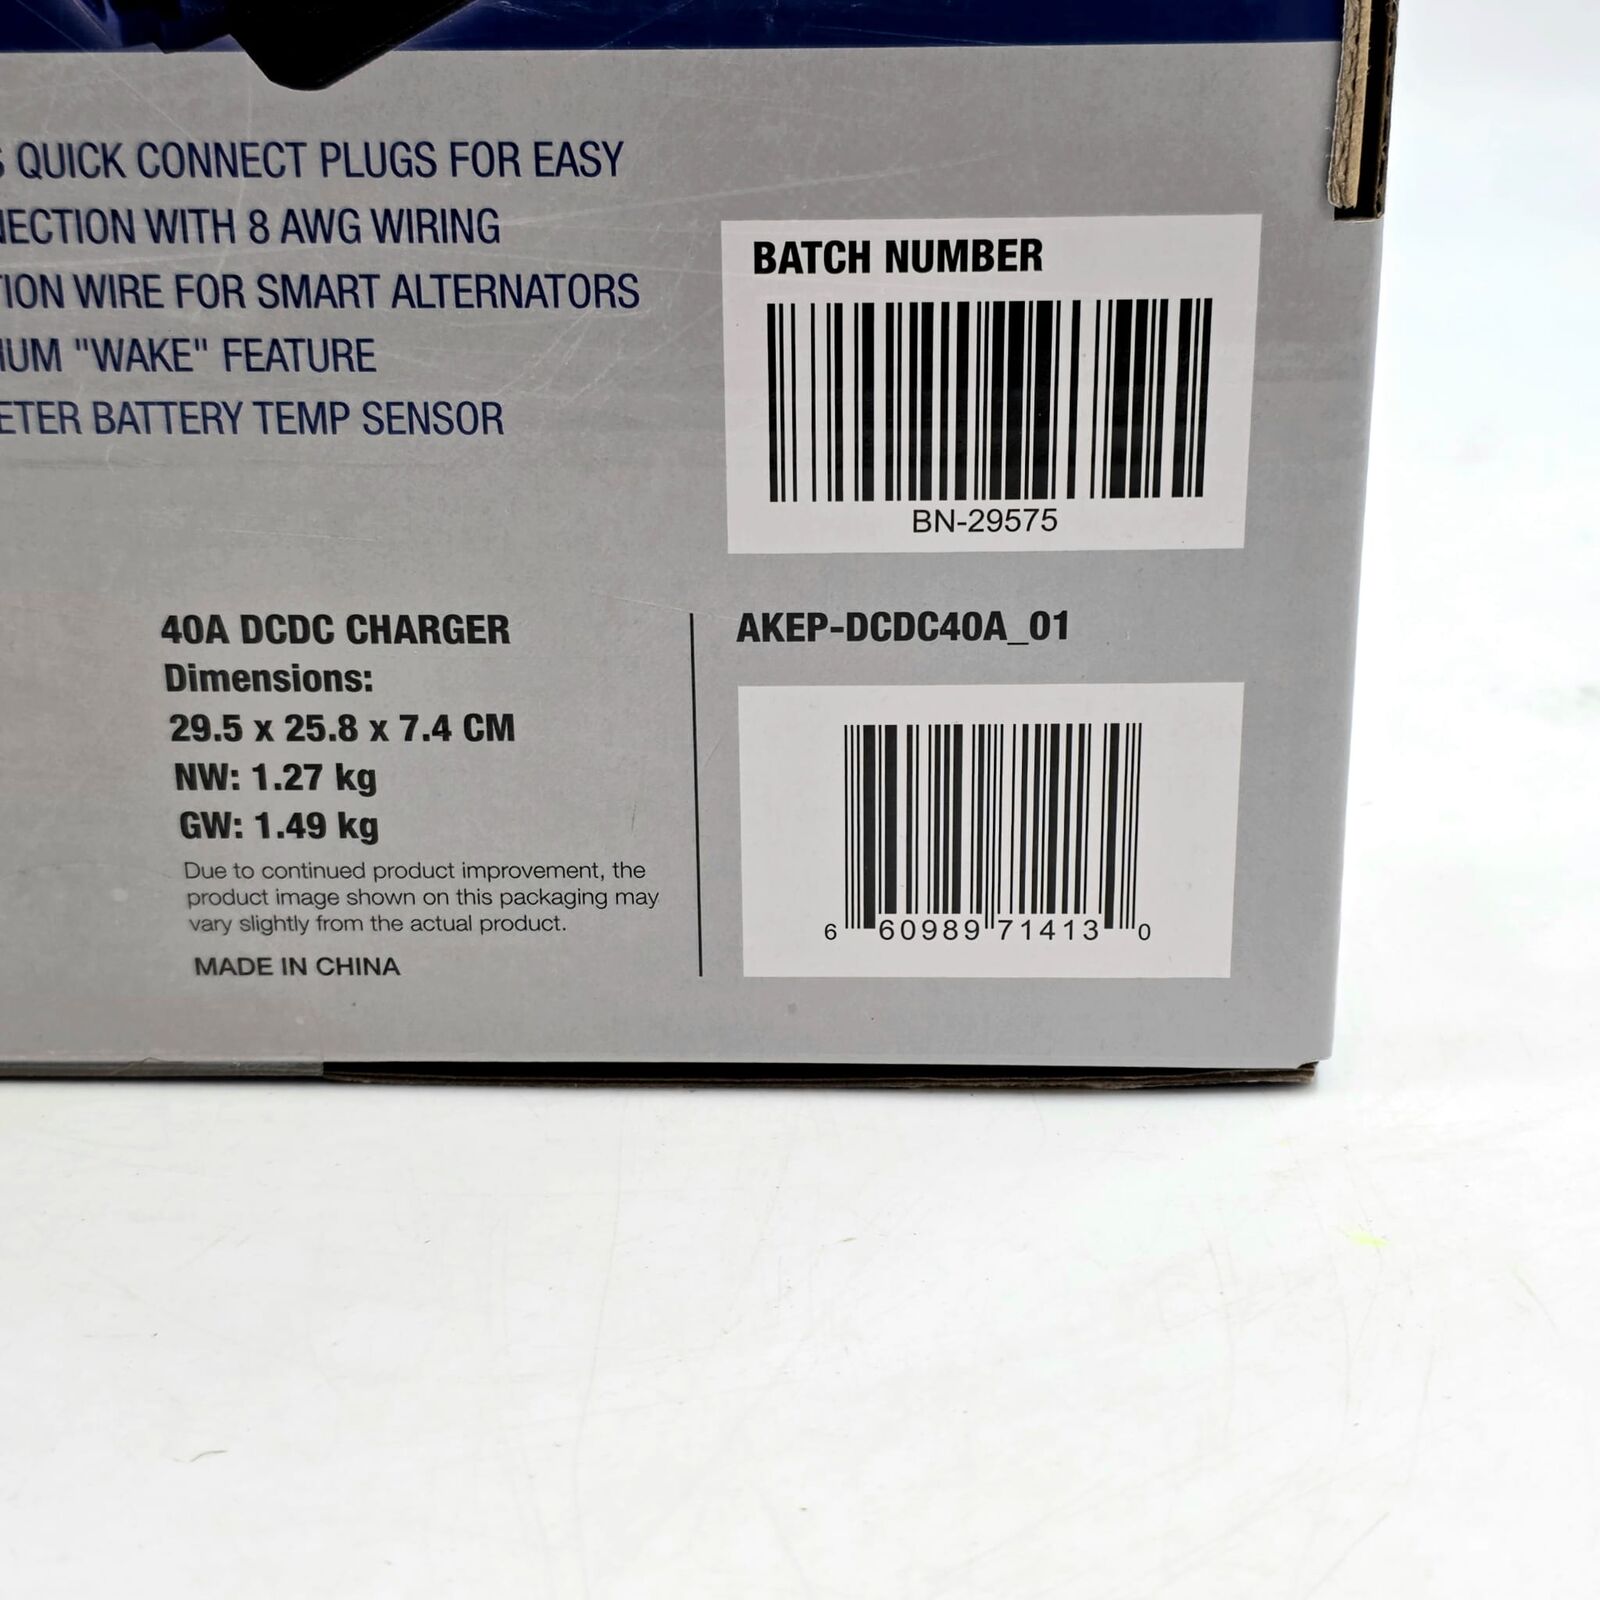 QUICK CONNECT PLUGS FOR EASY
NECTION WITH 8 AWG WIRING
TION WIRE FOR SMART ALTERNATORS
IUM "WAKE" FEATURE
ETER BATTERY TEMP SENSOR
BATCH NUMBER
BN-29575
40A DCDC CHARGER
Dimensions:
29.5 x 25.8 x 7.4 CM
NW: 1.27 kg
GW: 1.49 kg
Due to continued product improvement, the
product image shown on this packaging may
vary slightly from the actual product.
MADE IN CHINA
AKEP-DCDC40A_01
6 60989 71413 0